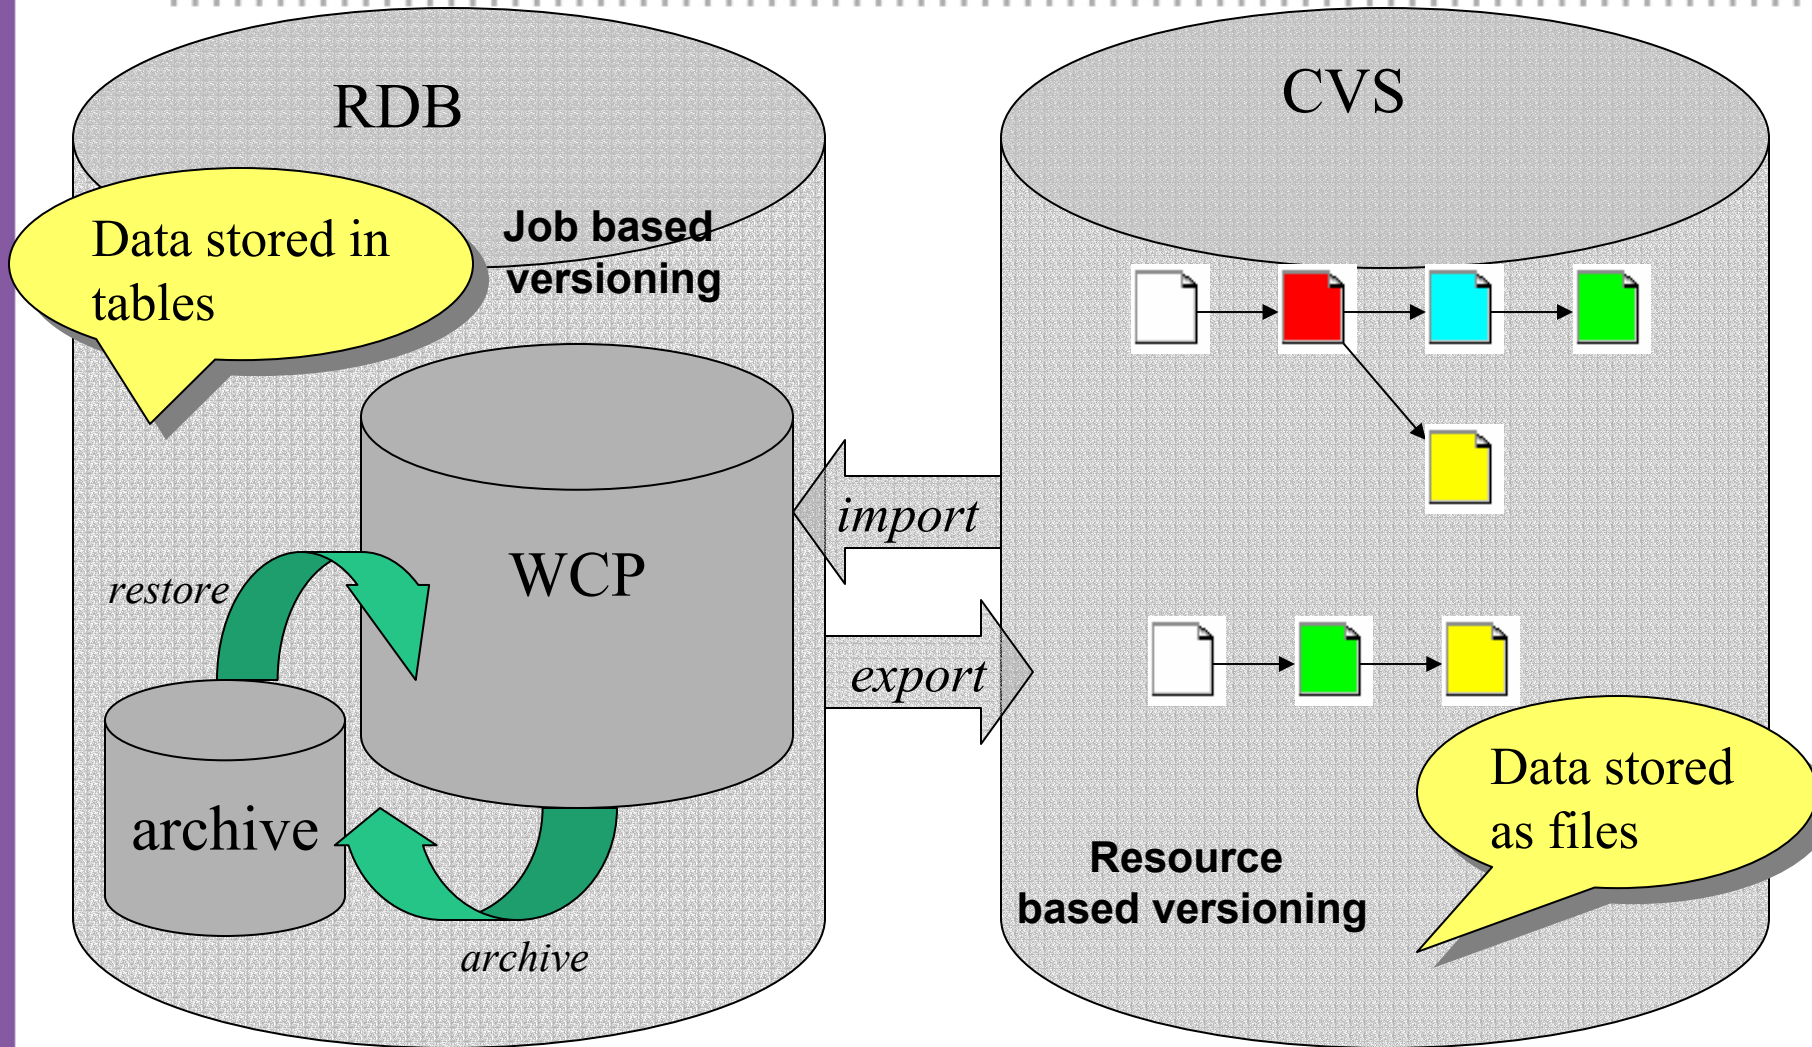 RDB
Data stored in
tables
Job based
versioning
WCP
restore
archive
archive
import
export
CVS
Resource
based versioning
Data stored
as files